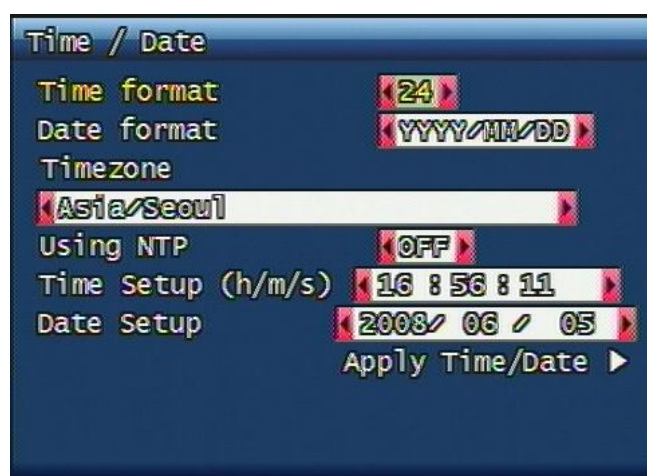 Time / Date
Time format 24
Date format YYYY/MM/DD
Timezone
Asia/Seoul
Using NTP OFF
Time Setup (h/m/s) 16 : 56 : 11
Date Setup 2008/ 06 / 05
Apply Time/Date